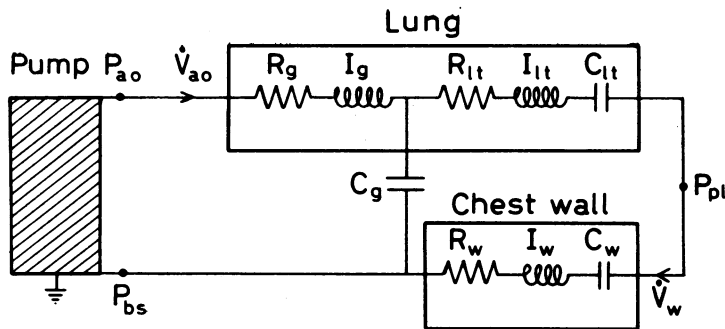 Lung
Pump P_ao V̇_ao R_g I_g R_lt I_lt C_lt
C_g
P_pl
Chest wall
R_w I_w C_w
P_bs
V̇_w